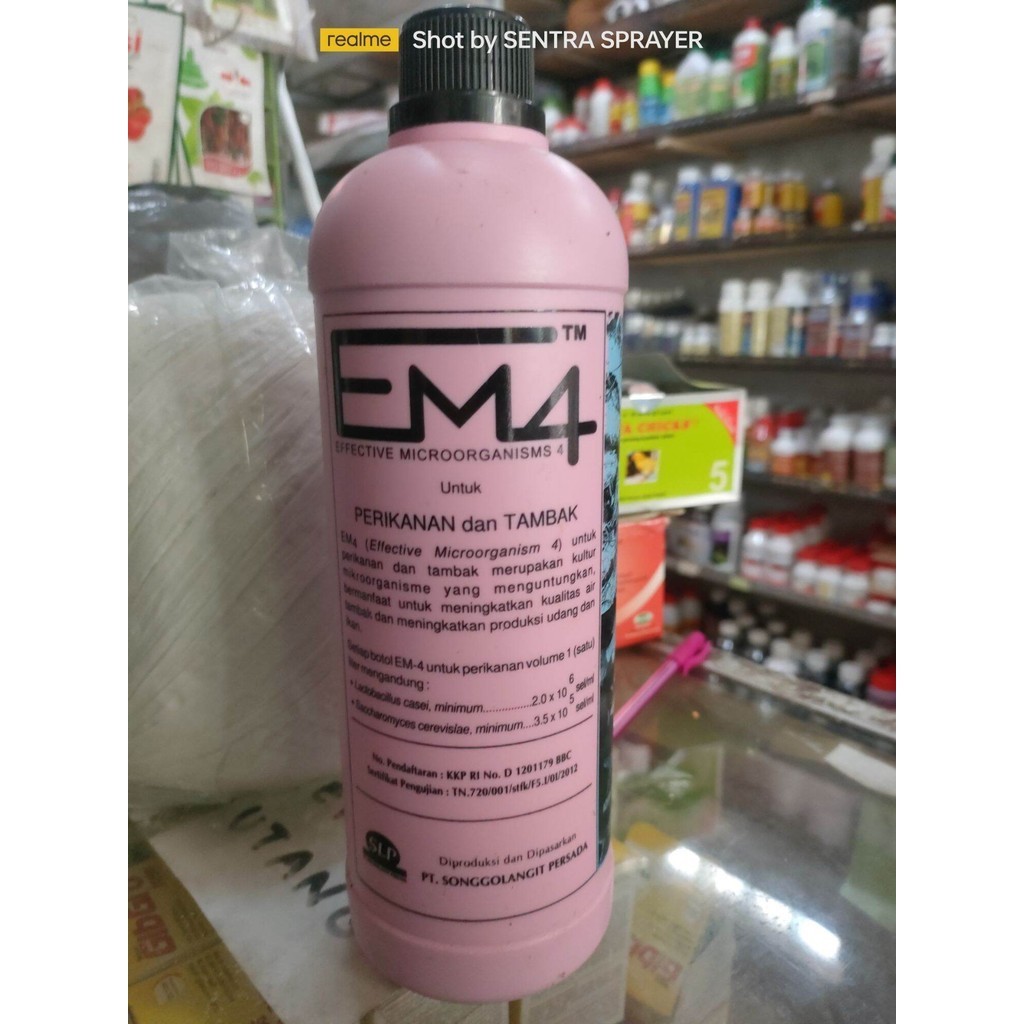 realme Shot by SENTRA SPRAYER
EM4 TM
EFFECTIVE MICROORGANISMS 4
Untuk
PERIKANAN dan TAMBAK
EM4 (Effective Microorganism 4) untuk
perikanan dan tambak merupakan kultur
mikroorganisme yang menguntungkan,
bermanfaat untuk meningkatkan kualitas air
tambak dan meningkatkan produksi udang dan
ikan.
Setiap botol EM-4 untuk perikanan volume 1 (satu)
liter mengandung :
• Lactobacillus casei, minimum...............2.0 x 10 6 sel/ml
• Saccharomyces cerevisiae, minimum....3.5 x 10 5 sel/ml
No. Pendaftaran : KKP RI No. D 1201179 BBC
Sertifikat Pengujian : TN.720/001/stfk/F5.I/01/2012
SLP
Diproduksi dan Dipasarkan
PT. SONGGOLANGIT PERSADA
5
UTANG